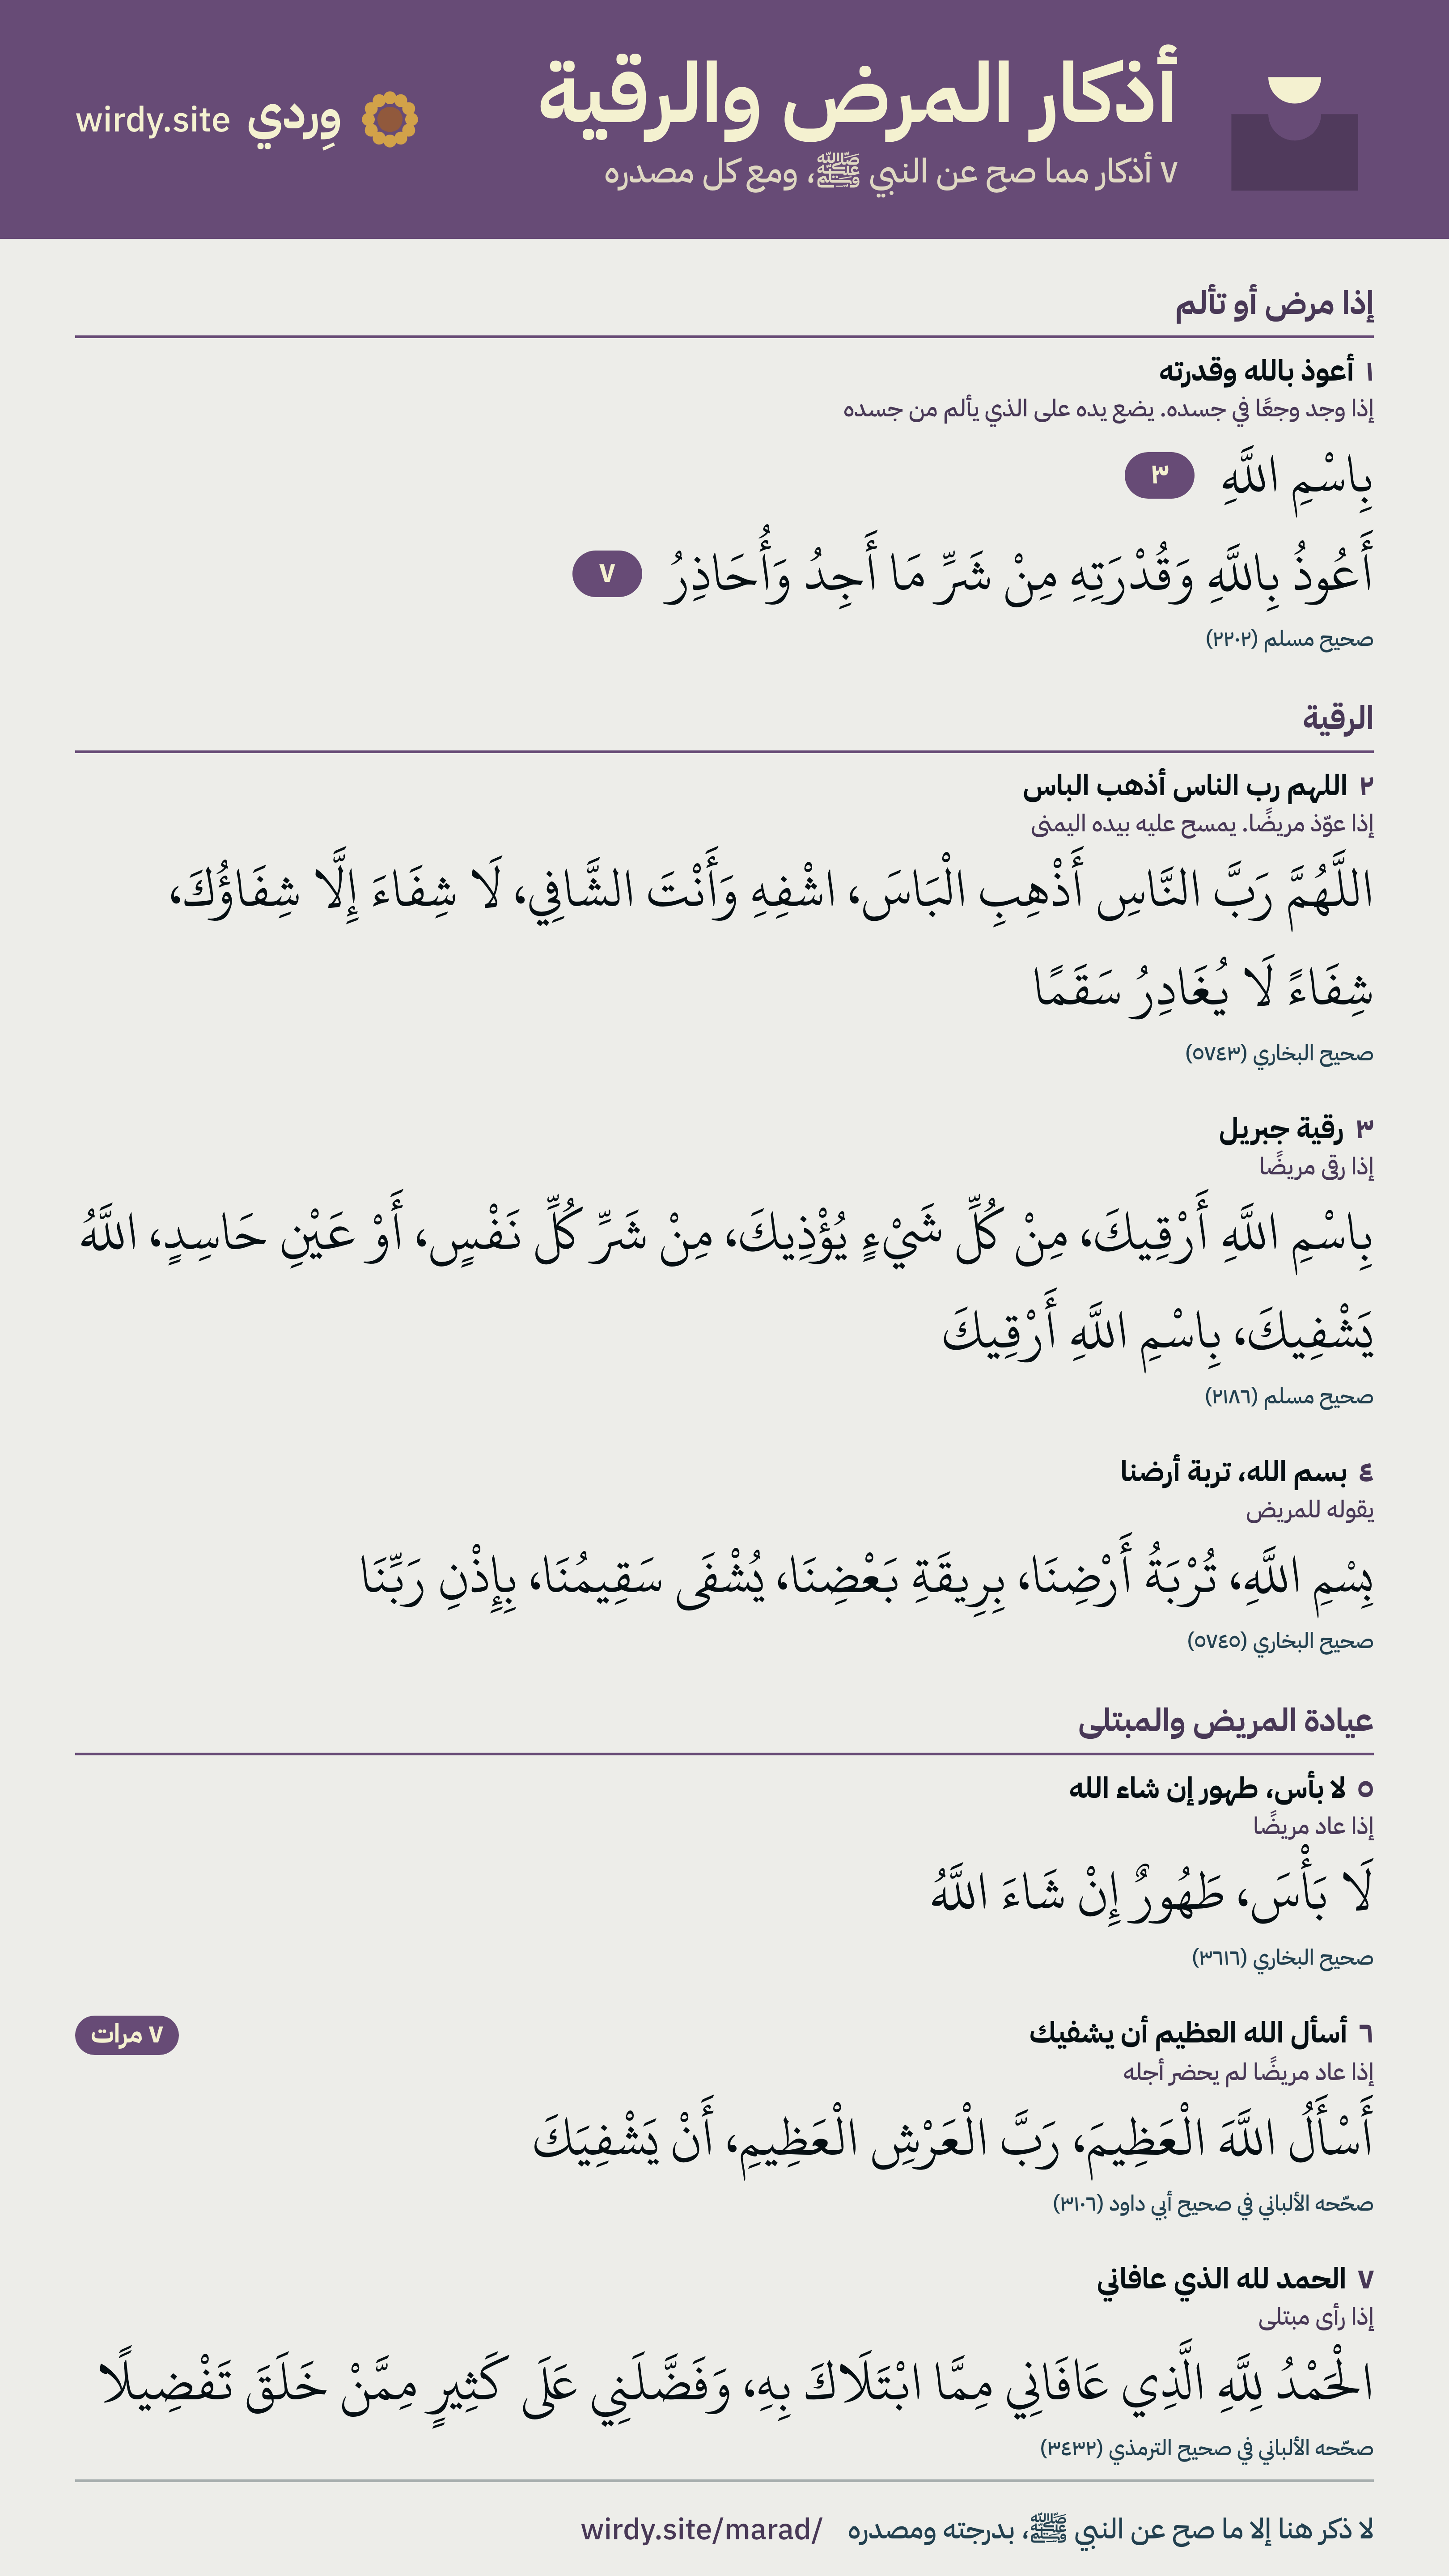 أذكار المرض والرقية
٧ أذكار مما صح عن النبي ﷺ، ومع كل مصدره
وِردي wirdy.site
إذا مرض أو تألم
١ أعوذ بالله وقدرته
إذا وجد وجعًا في جسده. يضع يده على الذي يألم من جسده
بِاسْمِ اللَّهِ ٣
أَعُوذُ بِاللَّهِ وَقُدْرَتِهِ مِنْ شَرِّ مَا أَجِدُ وَأُحَاذِرُ ٧
صحيح مسلم (٢٢٠٢)
الرقية
٢ اللهم رب الناس أذهب الباس
إذا عوّذ مريضًا. يمسح عليه بيده اليمنى
اللَّهُمَّ رَبَّ النَّاسِ أَذْهِبِ الْبَاسَ، اشْفِهِ وَأَنْتَ الشَّافِي، لَا شِفَاءَ إِلَّا شِفَاؤُكَ،
شِفَاءً لَا يُغَادِرُ سَقَمًا
صحيح البخاري (٥٧٤٣)
٣ رقية جبريل
إذا رقى مريضًا
بِاسْمِ اللَّهِ أَرْقِيكَ، مِنْ كُلِّ شَيْءٍ يُؤْذِيكَ، مِنْ شَرِّ كُلِّ نَفْسٍ، أَوْ عَيْنِ حَاسِدٍ، اللَّهُ
يَشْفِيكَ، بِاسْمِ اللَّهِ أَرْقِيكَ
صحيح مسلم (٢١٨٦)
٤ بسم الله، تربة أرضنا
يقوله للمريض
بِسْمِ اللَّهِ، تُرْبَةُ أَرْضِنَا، بِرِيقَةِ بَعْضِنَا، يُشْفَى سَقِيمُنَا، بِإِذْنِ رَبِّنَا
صحيح البخاري (٥٧٤٥)
عيادة المريض والمبتلى
٥ لا بأس، طهور إن شاء الله
إذا عاد مريضًا
لَا بَأْسَ، طَهُورٌ إِنْ شَاءَ اللَّهُ
صحيح البخاري (٣٦١٦)
٦ أسأل الله العظيم أن يشفيك ٧ مرات
إذا عاد مريضًا لم يحضر أجله
أَسْأَلُ اللَّهَ الْعَظِيمَ، رَبَّ الْعَرْشِ الْعَظِيمِ، أَنْ يَشْفِيَكَ
صحّحه الألباني في صحيح أبي داود (٣١٠٦)
٧ الحمد لله الذي عافاني
إذا رأى مبتلى
الْحَمْدُ لِلَّهِ الَّذِي عَافَانِي مِمَّا ابْتَلَاكَ بِهِ، وَفَضَّلَنِي عَلَى كَثِيرٍ مِمَّنْ خَلَقَ تَفْضِيلًا
صحّحه الألباني في صحيح الترمذي (٣٤٣٢)
لا ذكر هنا إلا ما صح عن النبي ﷺ، بدرجته ومصدره wirdy.site/marad/